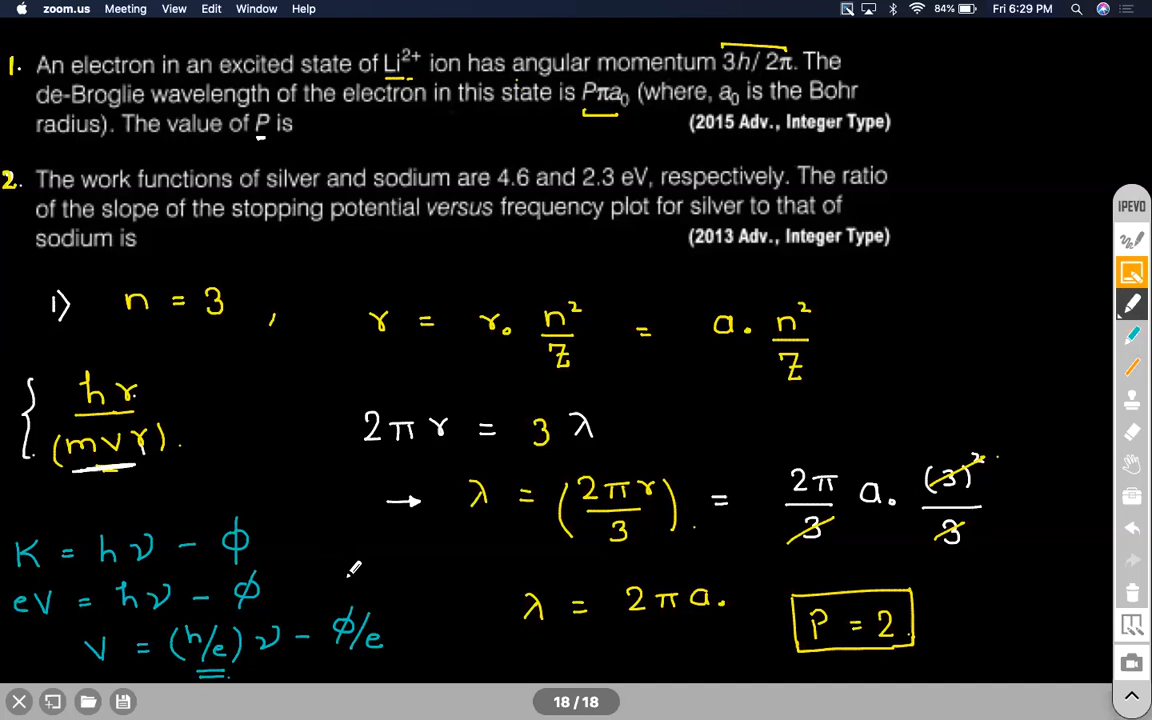 zoom.us Meeting View Edit Window Help 84% Fri 6:29 PM
1. An electron in an excited state of Li²⁺ ion has angular momentum 3h/ 2π. The
de-Broglie wavelength of the electron in this state is Pπa₀ (where, a₀ is the Bohr
radius). The value of P is (2015 Adv., Integer Type)
2. The work functions of silver and sodium are 4.6 and 2.3 eV, respectively. The ratio
of the slope of the stopping potential versus frequency plot for silver to that of
sodium is (2013 Adv., Integer Type)
IPEVO
1) n = 3 , r = r₀ n²/Z = a₀ n²/Z
{ hr/(mvr)
2πr = 3 λ
→ λ = (2πr/3) = 2π/3 a₀ (3)²/3
K = hν − φ
eV = hν − φ
λ = 2πa₀
P = 2
V = (h/e) ν − φ/e
18 / 18